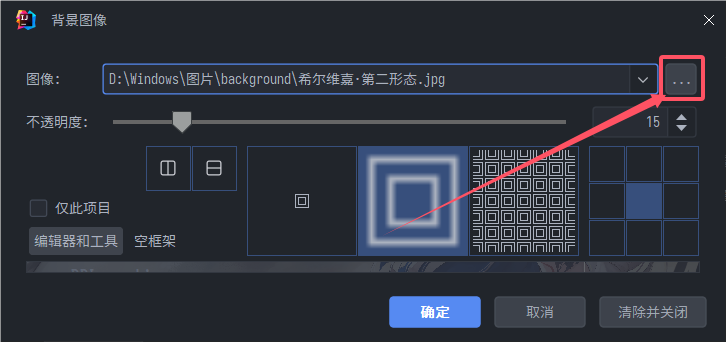 背景图像
图像:
D:\Windows\图片\background\希尔维嘉·第二形态.jpg
...
不透明度:
15
仅此项目
编辑器和工具 空框架
确定 取消 清除并关闭